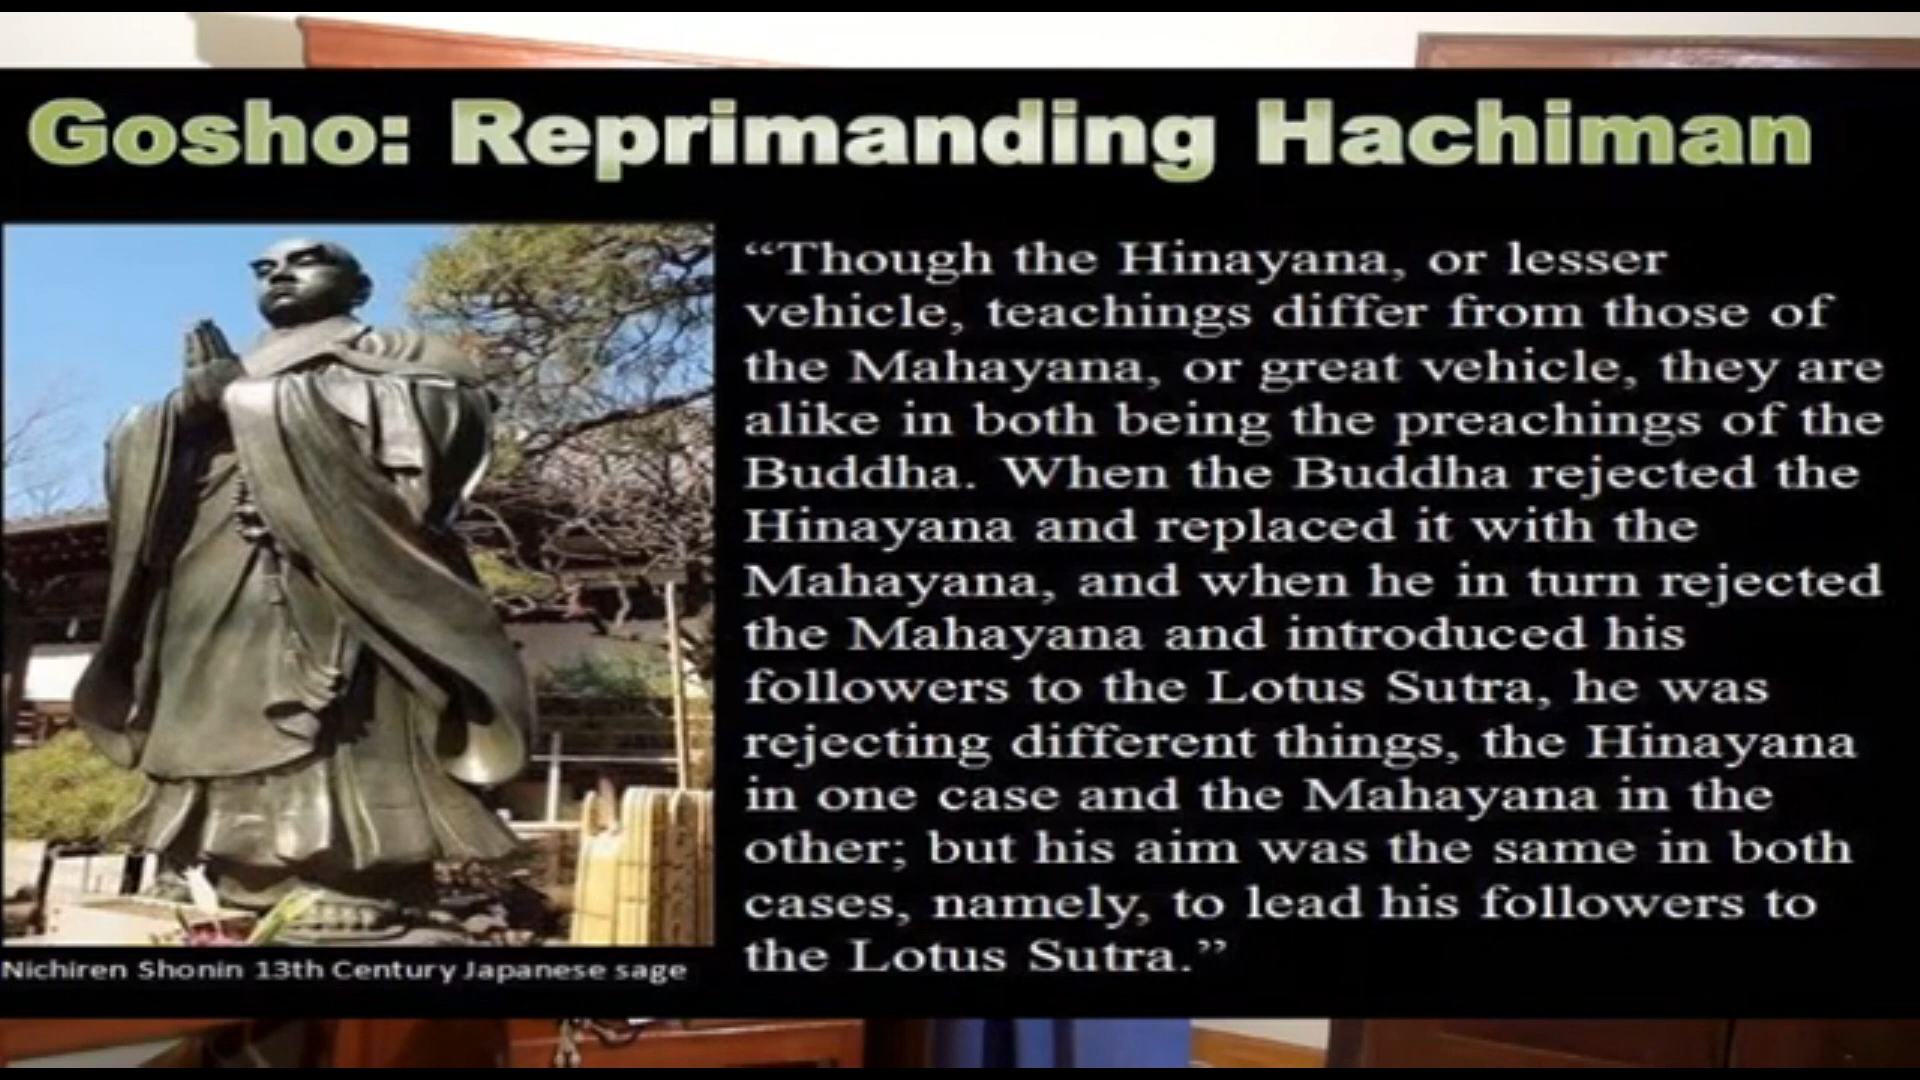 Gosho: Reprimanding Hachiman
“Though the Hinayana, or lesser
vehicle, teachings differ from those of
the Mahayana, or great vehicle, they are
alike in both being the preachings of the
Buddha. When the Buddha rejected the
Hinayana and replaced it with the
Mahayana, and when he in turn rejected
the Mahayana and introduced his
followers to the Lotus Sutra, he was
rejecting different things, the Hinayana
in one case and the Mahayana in the
other; but his aim was the same in both
cases, namely, to lead his followers to
the Lotus Sutra.”
Nichiren Shonin 13th Century Japanese sage